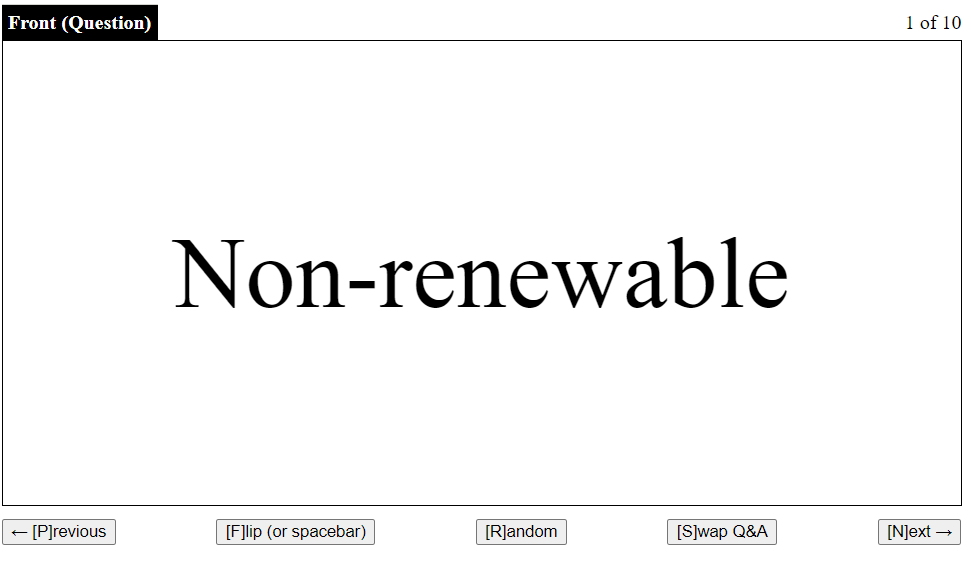 Front (Question) 1 of 10
Non-renewable
← [P]revious [F]lip (or spacebar) [R]andom [S]wap Q&A [N]ext →